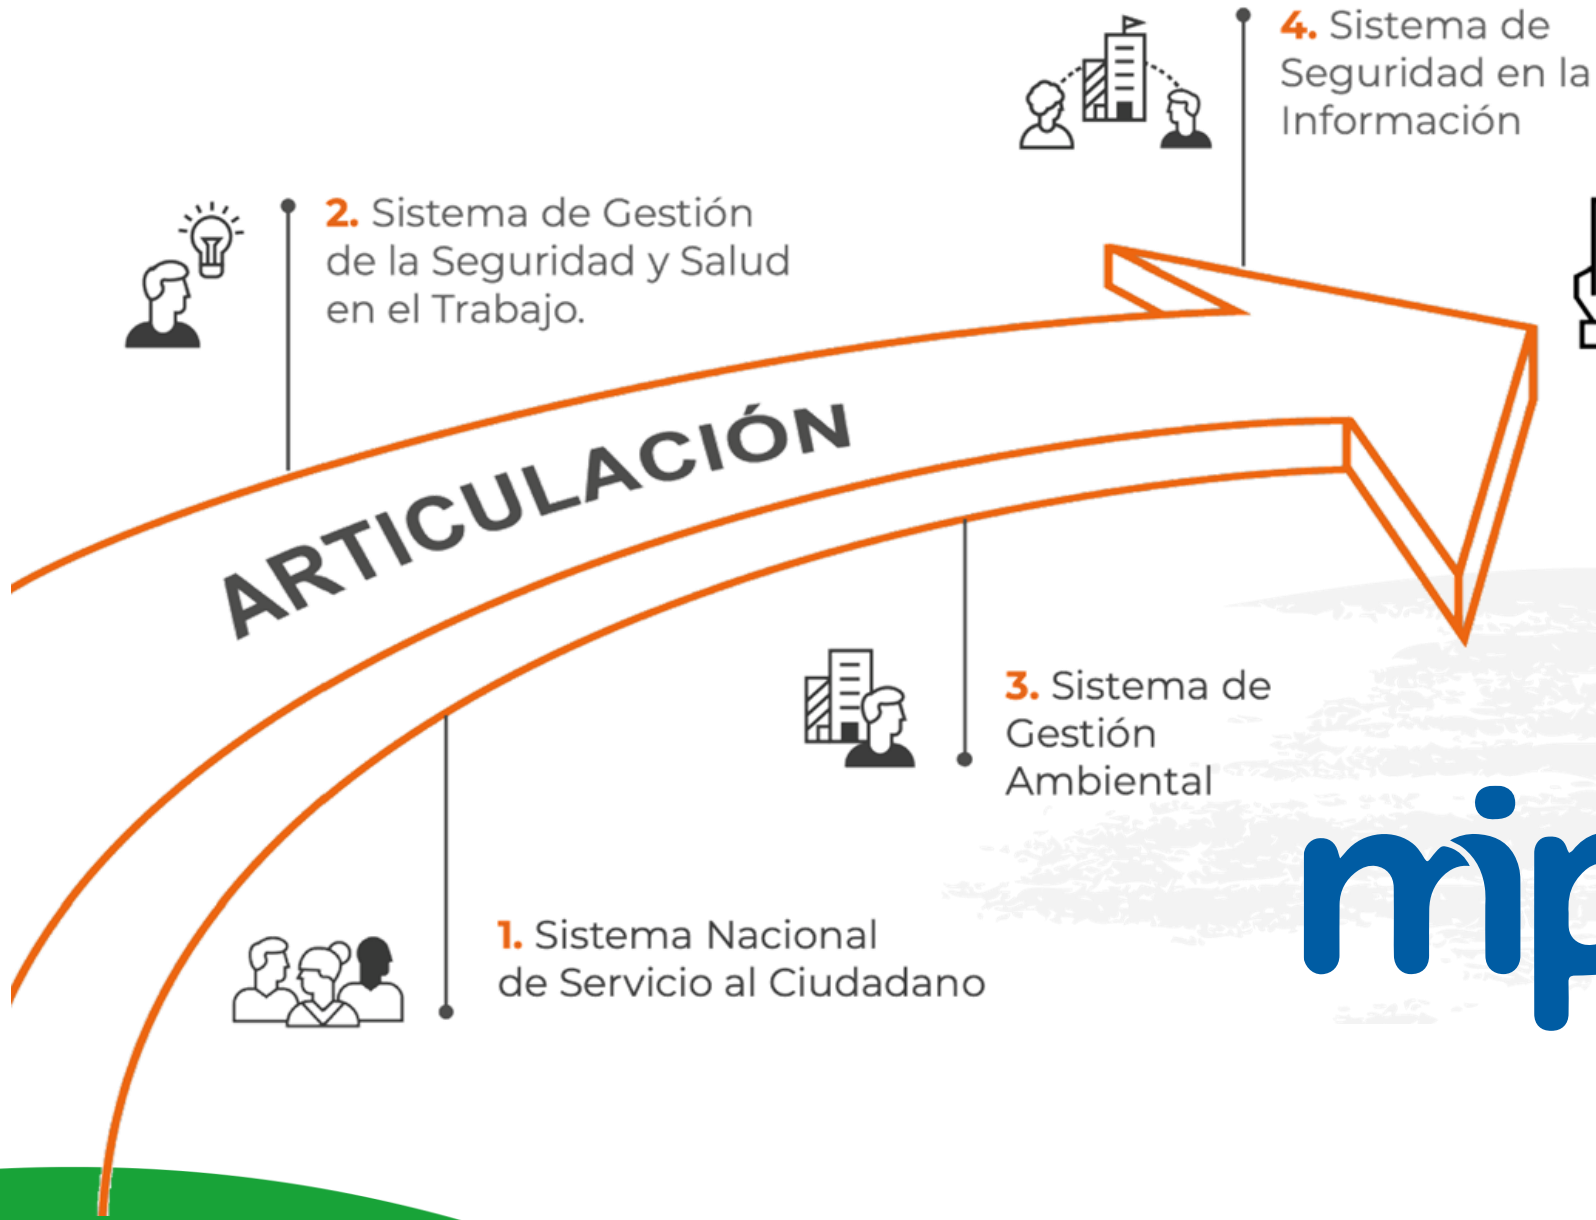 4. Sistema de
Seguridad en la
Información
2. Sistema de Gestión
de la Seguridad y Salud
en el Trabajo.
ARTICULACIÓN
3. Sistema de
Gestión
Ambiental
mip
1. Sistema Nacional
de Servicio al Ciudadano